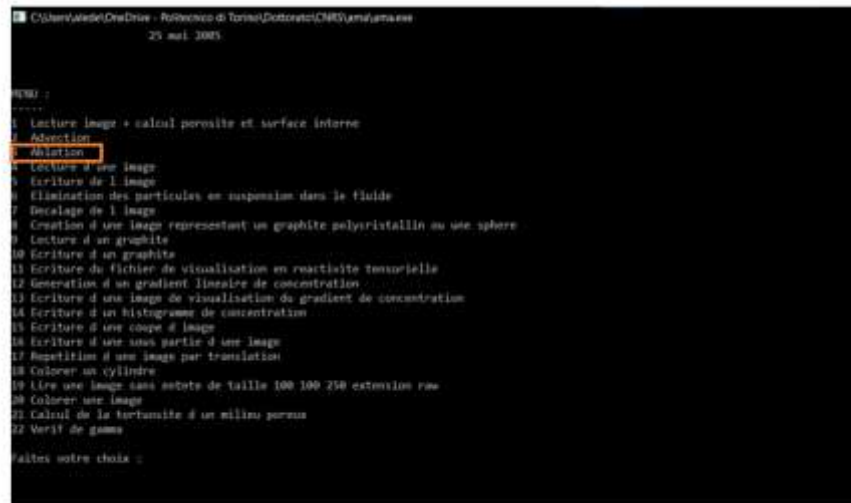 C:\Users\alede\OneDrive - Politecnico di Torino\Dottorato\CNRS\ama\ama.exe
25 mai 2005
MENU :
-----
1 Lecture image + calcul porosite et surface interne
2 Advection
3 Ablation
4 Lecture d une image
5 Ecriture de l image
6 Elimination des particules en suspension dans le fluide
7 Decalage de l image
8 Creation d une image representant un graphite polycristallin ou une sphere
9 Lecture d un graphite
10 Ecriture d un graphite
11 Ecriture du fichier de visualisation en reactivite tensorielle
12 Generation d un gradient lineaire de concentration
13 Ecriture d une image de visualisation du gradient de concentration
14 Ecriture d un histogramme de concentration
15 Ecriture d une coupe d image
16 Ecriture d une sous partie d une image
17 Repetition d une image par translation
18 Colorer un cylindre
19 Lire une image sans entete de taille 100 100 250 extension raw
20 Colorer une image
21 Calcul de la tortuosite d un milieu poreux
22 Verif de gamma
Faites votre choix :